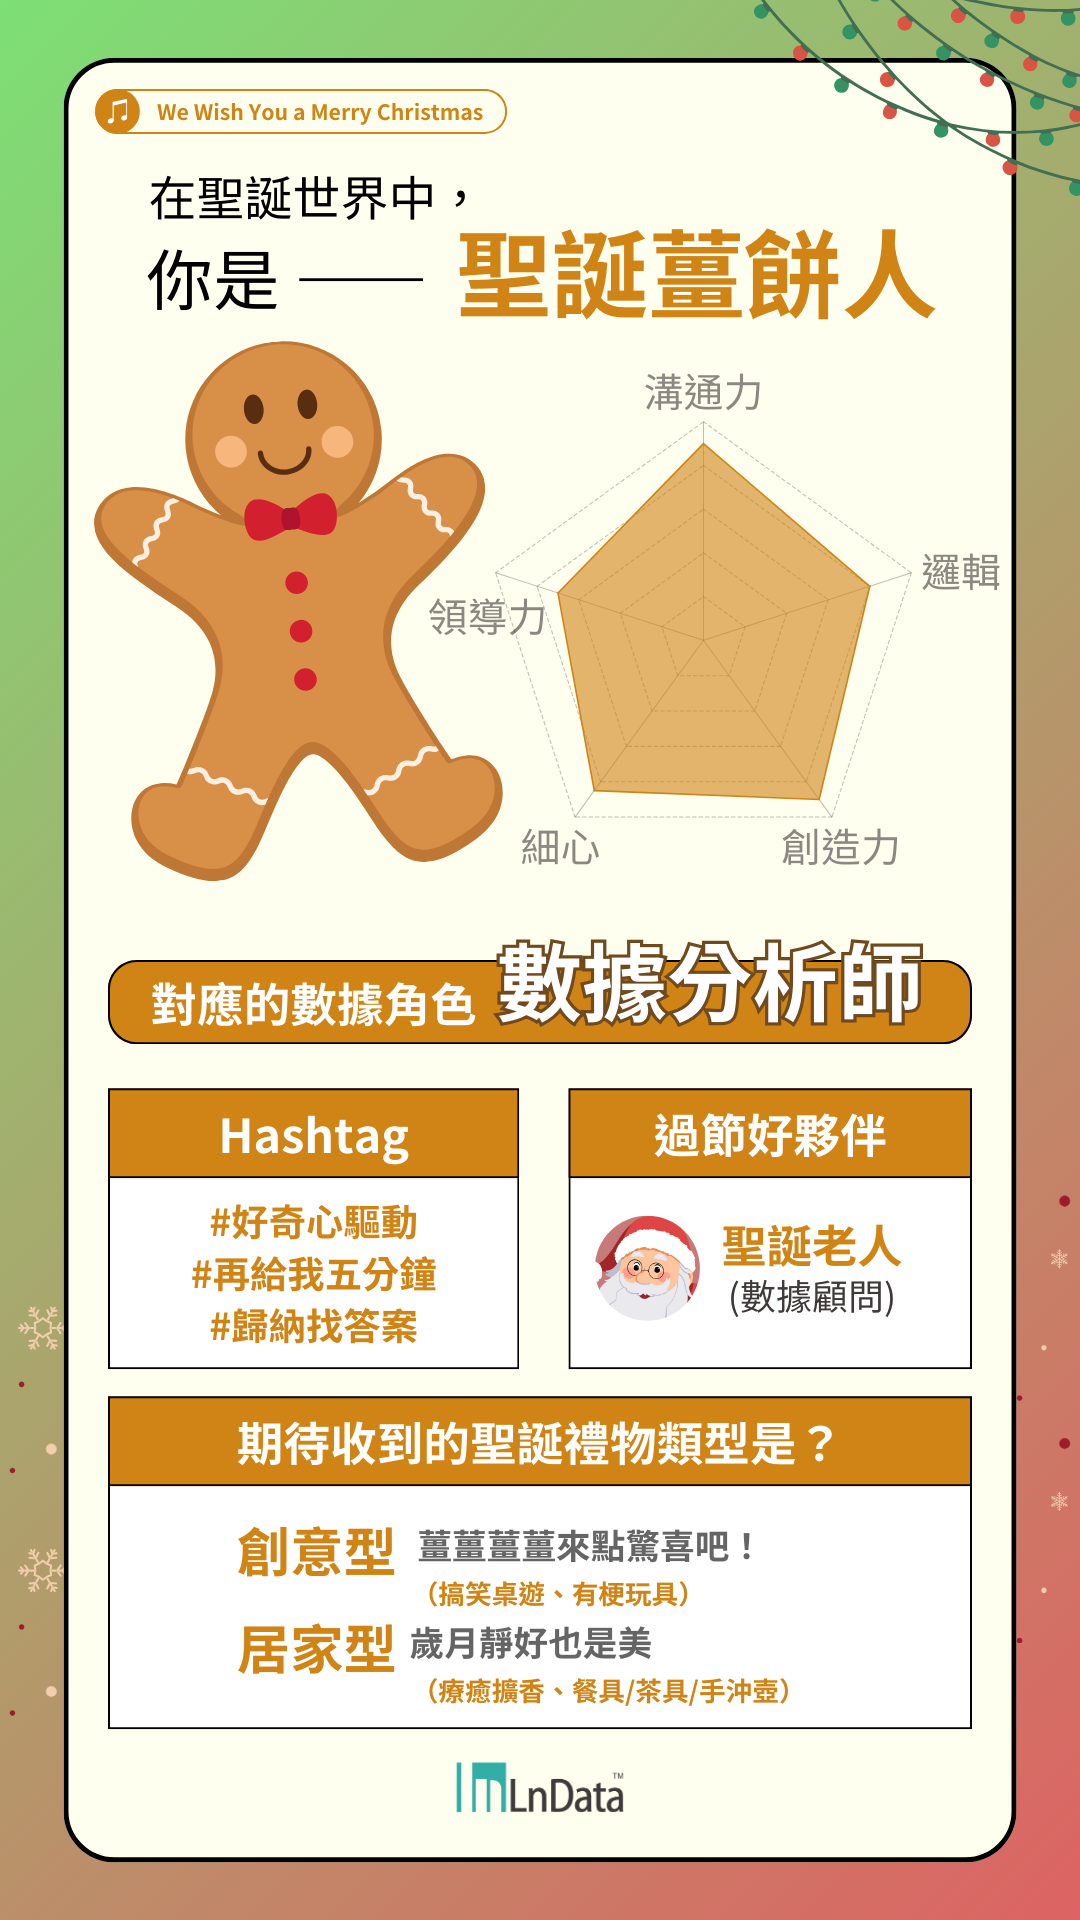 We Wish You a Merry Christmas
在聖誕世界中，
你是 —— 聖誕薑餅人
溝通力
邏輯
領導力
細心
創造力
對應的數據角色 數據分析師
Hashtag
#好奇心驅動
#再給我五分鐘
#歸納找答案
過節好夥伴
聖誕老人
(數據顧問)
期待收到的聖誕禮物類型是？
創意型 薑薑薑薑來點驚喜吧！
（搞笑桌遊、有梗玩具）
居家型 歲月靜好也是美
（療癒擴香、餐具/茶具/手沖壺）
LnData™